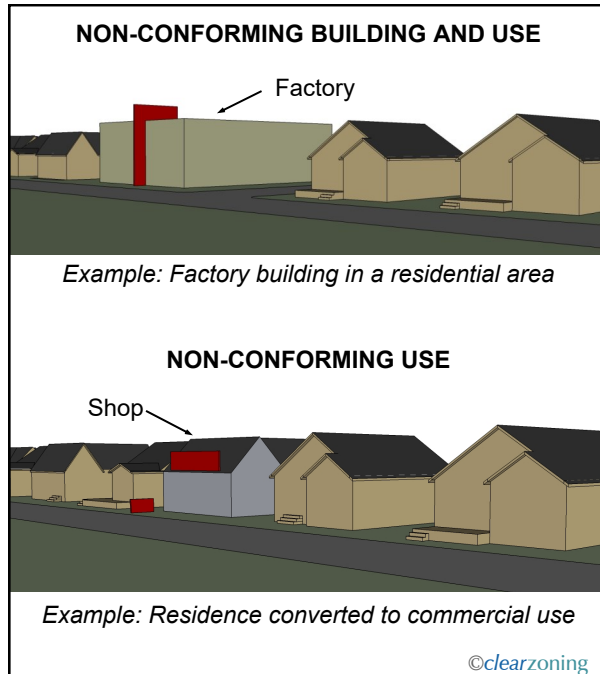 NON-CONFORMING BUILDING AND USE
Factory
Example: Factory building in a residential area
NON-CONFORMING USE
Shop
Example: Residence converted to commercial use
©clearzoning